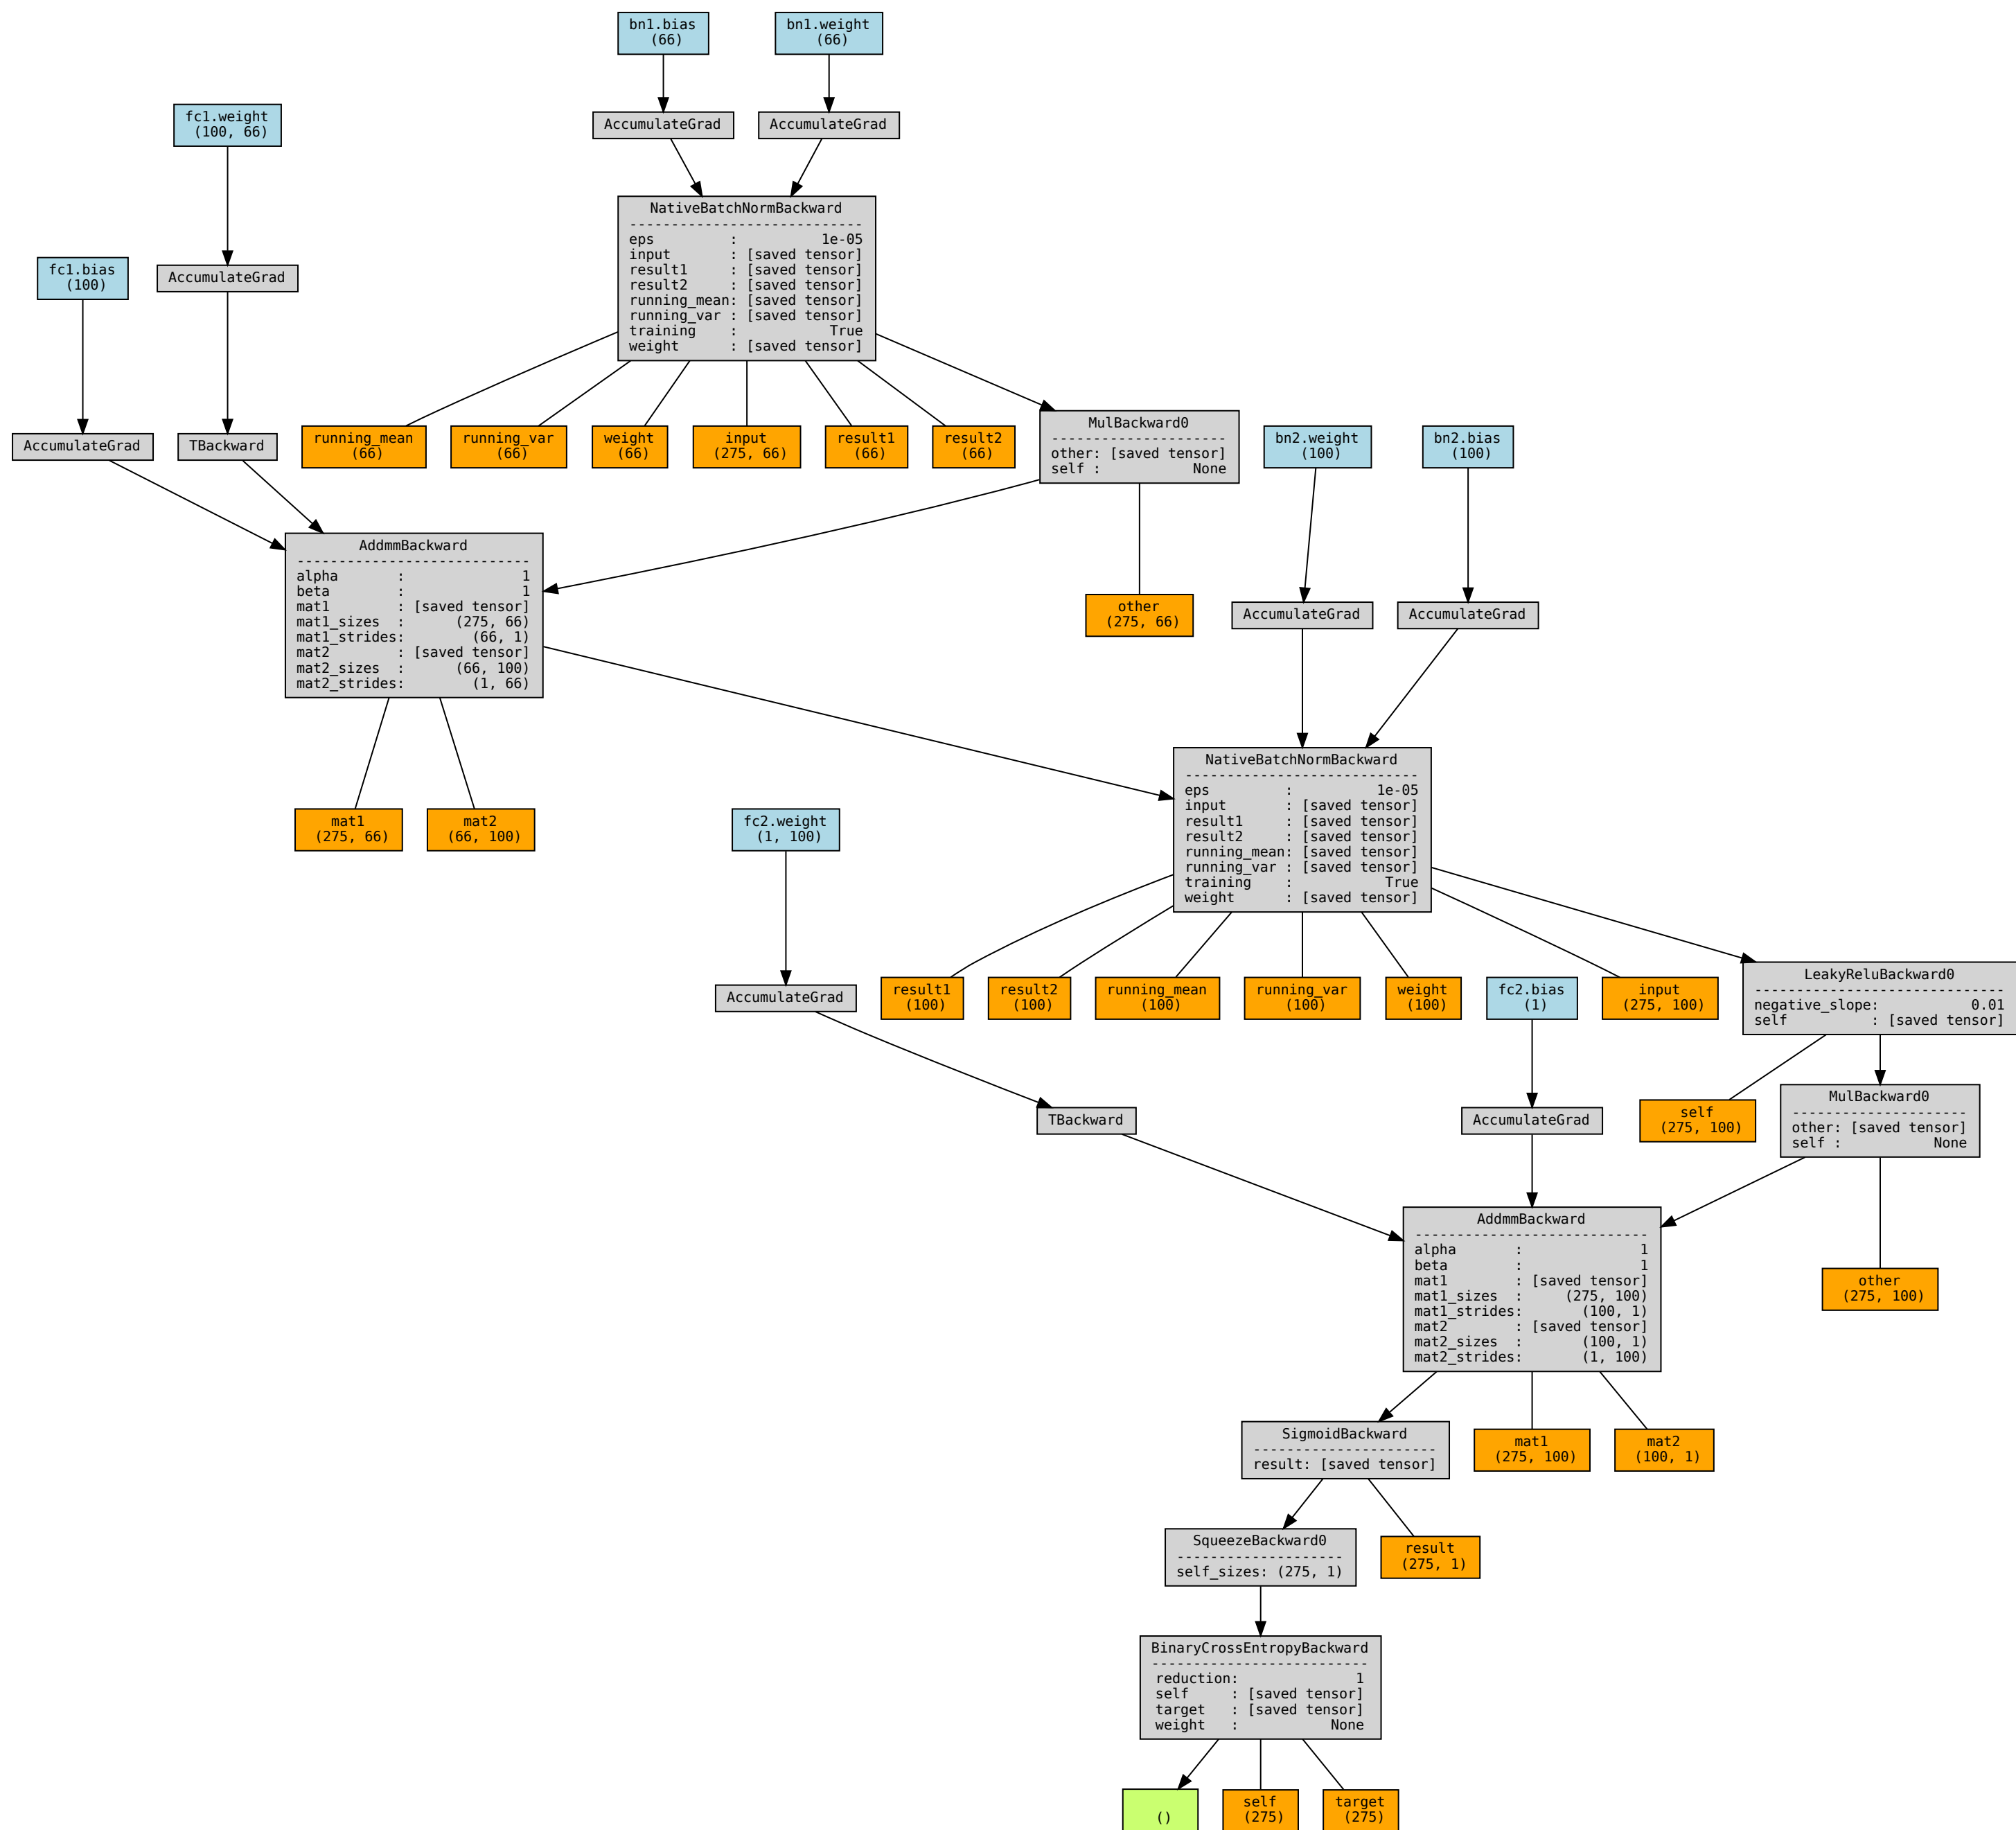 bn1.bias
(66)
bn1.weight
(66)
fc1.weight
(100, 66)
AccumulateGrad
AccumulateGrad
NativeBatchNormBackward
----------------------------
eps         :          1e-05
input       : [saved tensor]
result1     : [saved tensor]
result2     : [saved tensor]
running_mean: [saved tensor]
running_var : [saved tensor]
training    :           True
weight      : [saved tensor]
fc1.bias
(100)
AccumulateGrad
AccumulateGrad
TBackward
running_mean
(66)
running_var
(66)
weight
(66)
input
(275, 66)
result1
(66)
result2
(66)
MulBackward0
---------------------
other: [saved tensor]
self :           None
bn2.weight
(100)
bn2.bias
(100)
AddmmBackward
----------------------------
alpha       :              1
beta        :              1
mat1        : [saved tensor]
mat1_sizes  :      (275, 66)
mat1_strides:        (66, 1)
mat2        : [saved tensor]
mat2_sizes  :      (66, 100)
mat2_strides:        (1, 66)
other
(275, 66)
AccumulateGrad
AccumulateGrad
NativeBatchNormBackward
----------------------------
eps         :          1e-05
input       : [saved tensor]
result1     : [saved tensor]
result2     : [saved tensor]
running_mean: [saved tensor]
running_var : [saved tensor]
training    :           True
weight      : [saved tensor]
mat1
(275, 66)
mat2
(66, 100)
fc2.weight
(1, 100)
AccumulateGrad
result1
(100)
result2
(100)
running_mean
(100)
running_var
(100)
weight
(100)
fc2.bias
(1)
input
(275, 100)
LeakyReluBackward0
------------------------------
negative_slope:           0.01
self          : [saved tensor]
TBackward
AccumulateGrad
self
(275, 100)
MulBackward0
---------------------
other: [saved tensor]
self :           None
AddmmBackward
----------------------------
alpha       :              1
beta        :              1
mat1        : [saved tensor]
mat1_sizes  :     (275, 100)
mat1_strides:       (100, 1)
mat2        : [saved tensor]
mat2_sizes  :       (100, 1)
mat2_strides:       (1, 100)
other
(275, 100)
SigmoidBackward
----------------------
result: [saved tensor]
mat1
(275, 100)
mat2
(100, 1)
SqueezeBackward0
--------------------
self_sizes: (275, 1)
result
(275, 1)
BinaryCrossEntropyBackward
--------------------------
reduction:              1
self     : [saved tensor]
target   : [saved tensor]
weight   :           None
()
self
(275)
target
(275)